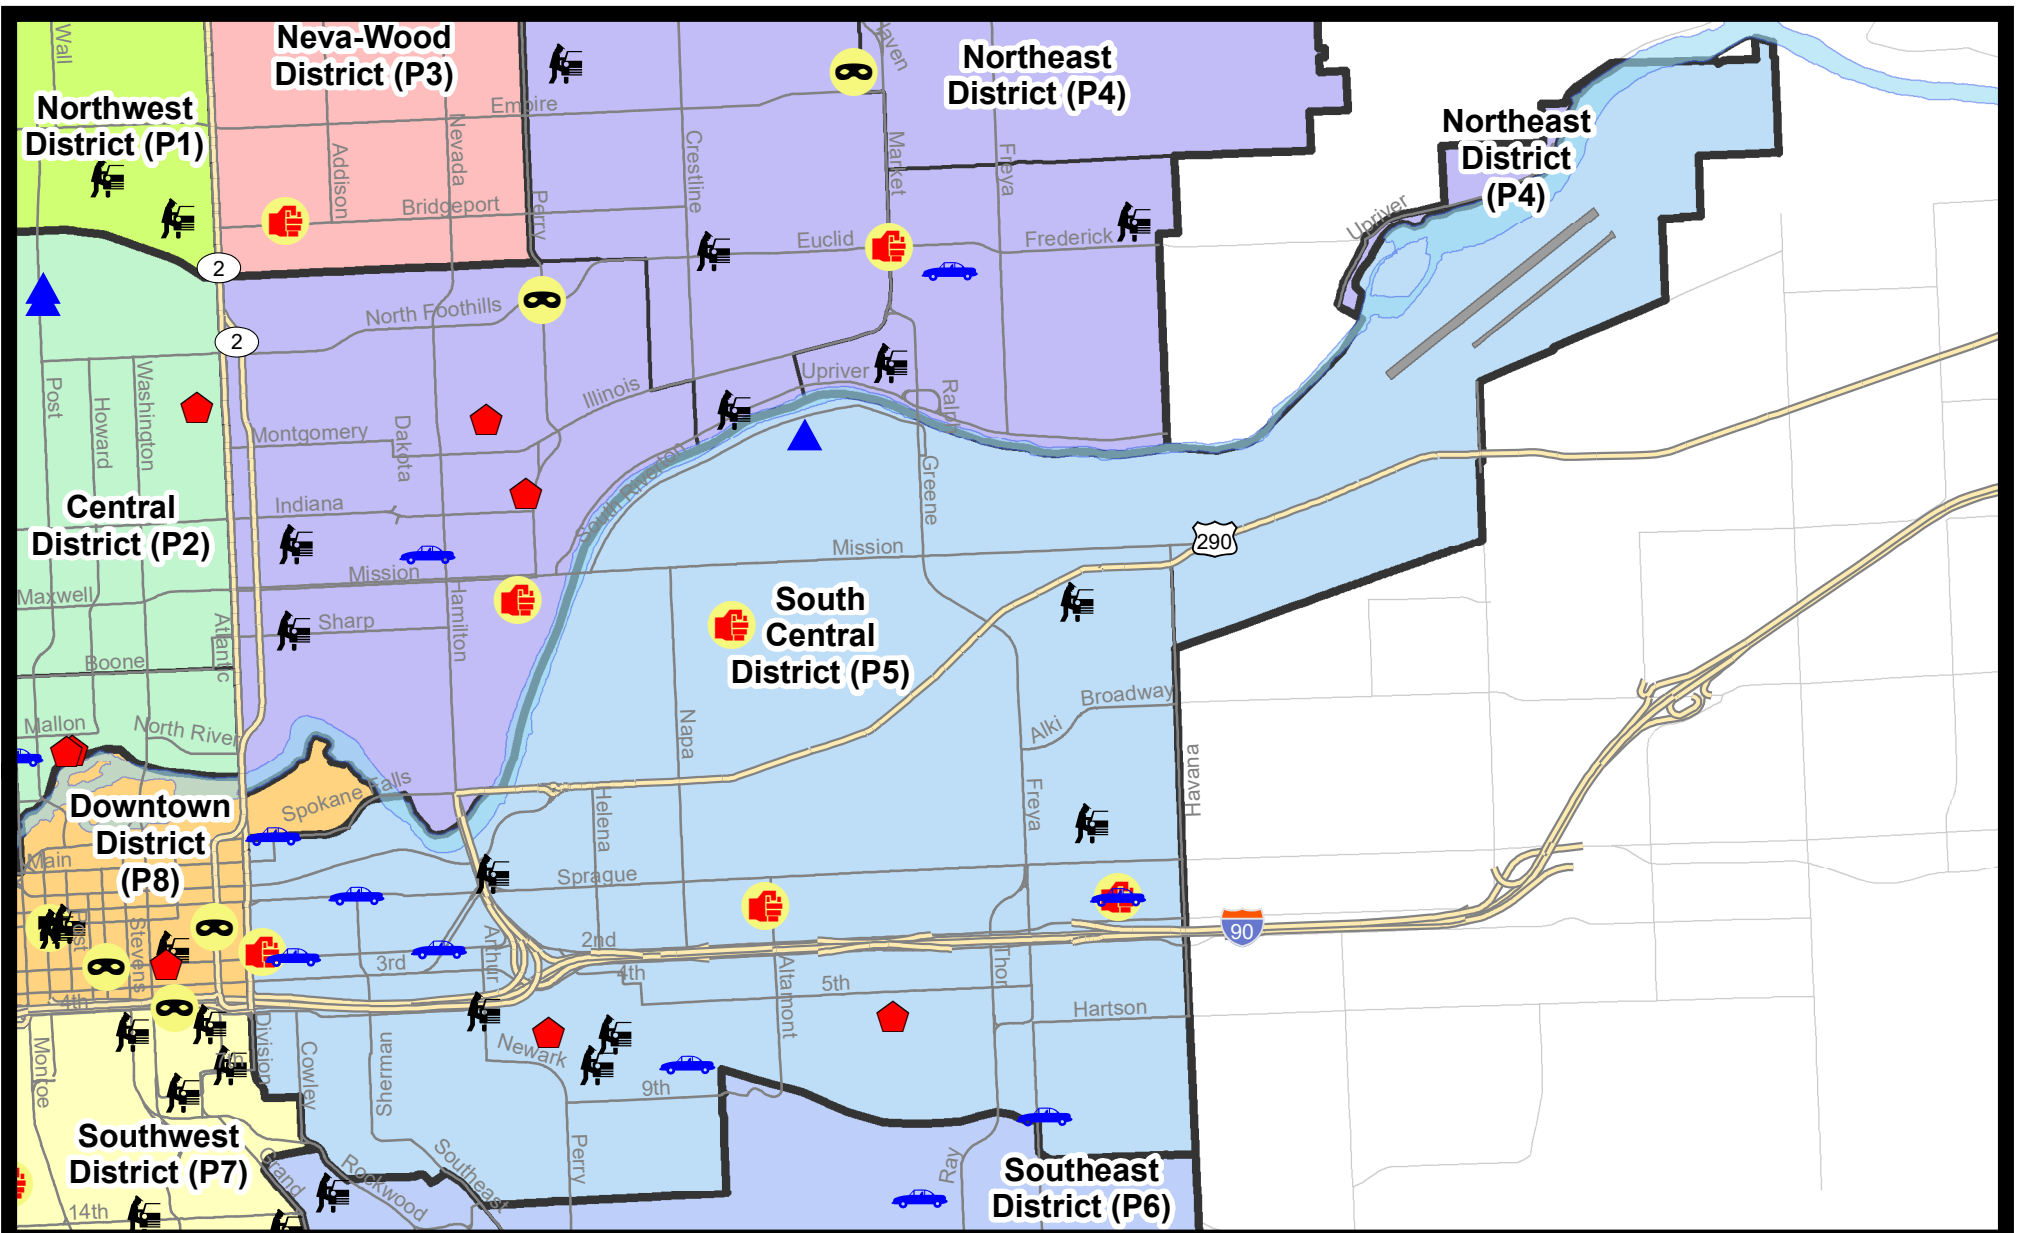 Wall
Neva-Wood
District (P3)
Northeast
District (P4)
Northwest
District (P1)
Empire
Nevada
Addison
Crestline
Market
Freya
Northeast
District
(P4)
Bridgeport
Perry
Euclid
Frederick
Upriver
2
North Foothills
2
Post
Howard
Washington
Illinois
Upriver
Ralph
Montgomery
Dakota
South Riverton
Greene
Central
District (P2)
Indiana
Mission
290
Mission
Maxwell
Hamilton
Sharp
South
Central
District (P5)
Atlantic
Boone
Broadway
Alki
Napa
Mallon
North River
Havana
Spokane Falls
Helena
Freya
Downtown
District
(P8)
Main
Sprague
Stevens
Arthur
2nd
90
3rd
4th
5th
Altamont
Thor
Hartson
4th
Division
Monroe
Cowley
Sherman
Newark
9th
Southwest
District (P7)
Perry
Southeast
Ray
Grand
Rockwood
Southeast
District (P6)
14th